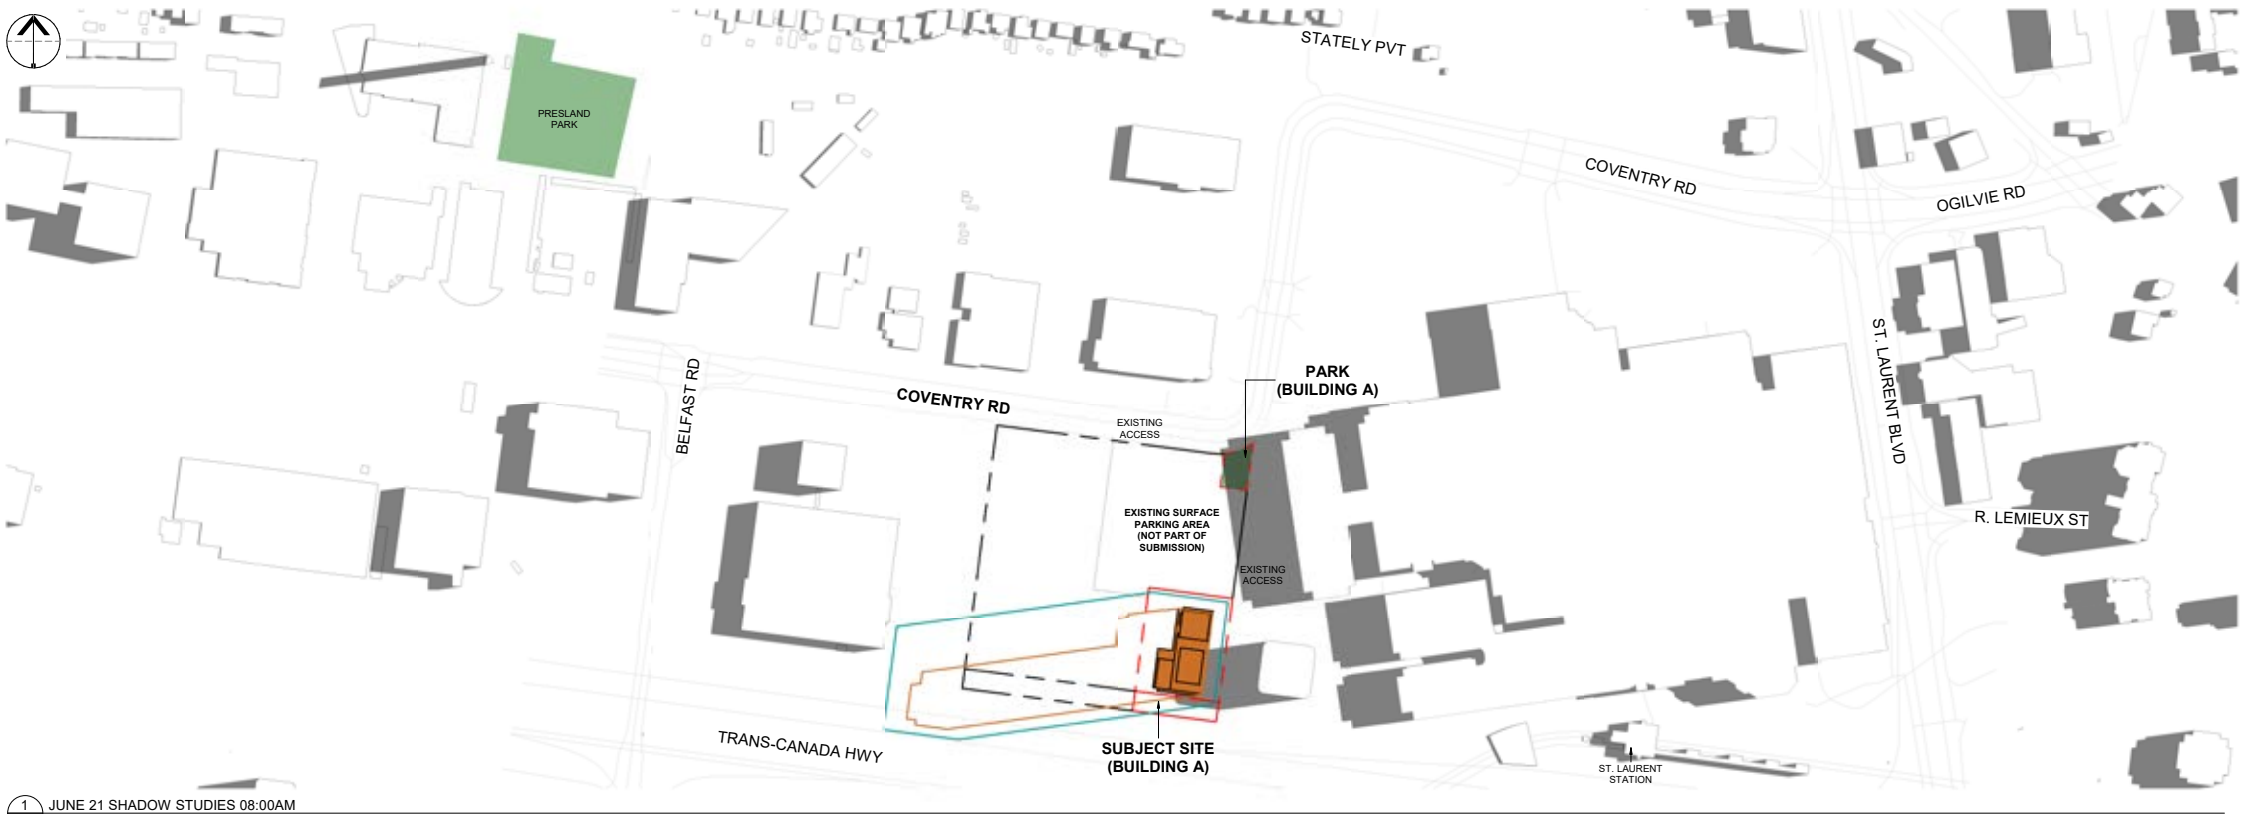 STATELY PVT
PRESLAND
PARK
COVENTRY RD
OGILVIE RD
ST. LAURENT BLVD
BELFAST RD
COVENTRY RD
PARK
(BUILDING A)
EXISTING
ACCESS
EXISTING SURFACE
PARKING AREA
(NOT PART OF
SUBMISSION)
EXISTING
ACCESS
R. LEMIEUX ST
TRANS-CANADA HWY
SUBJECT SITE
(BUILDING A)
ST. LAURENT
STATION
1 JUNE 21 SHADOW STUDIES 08:00AM